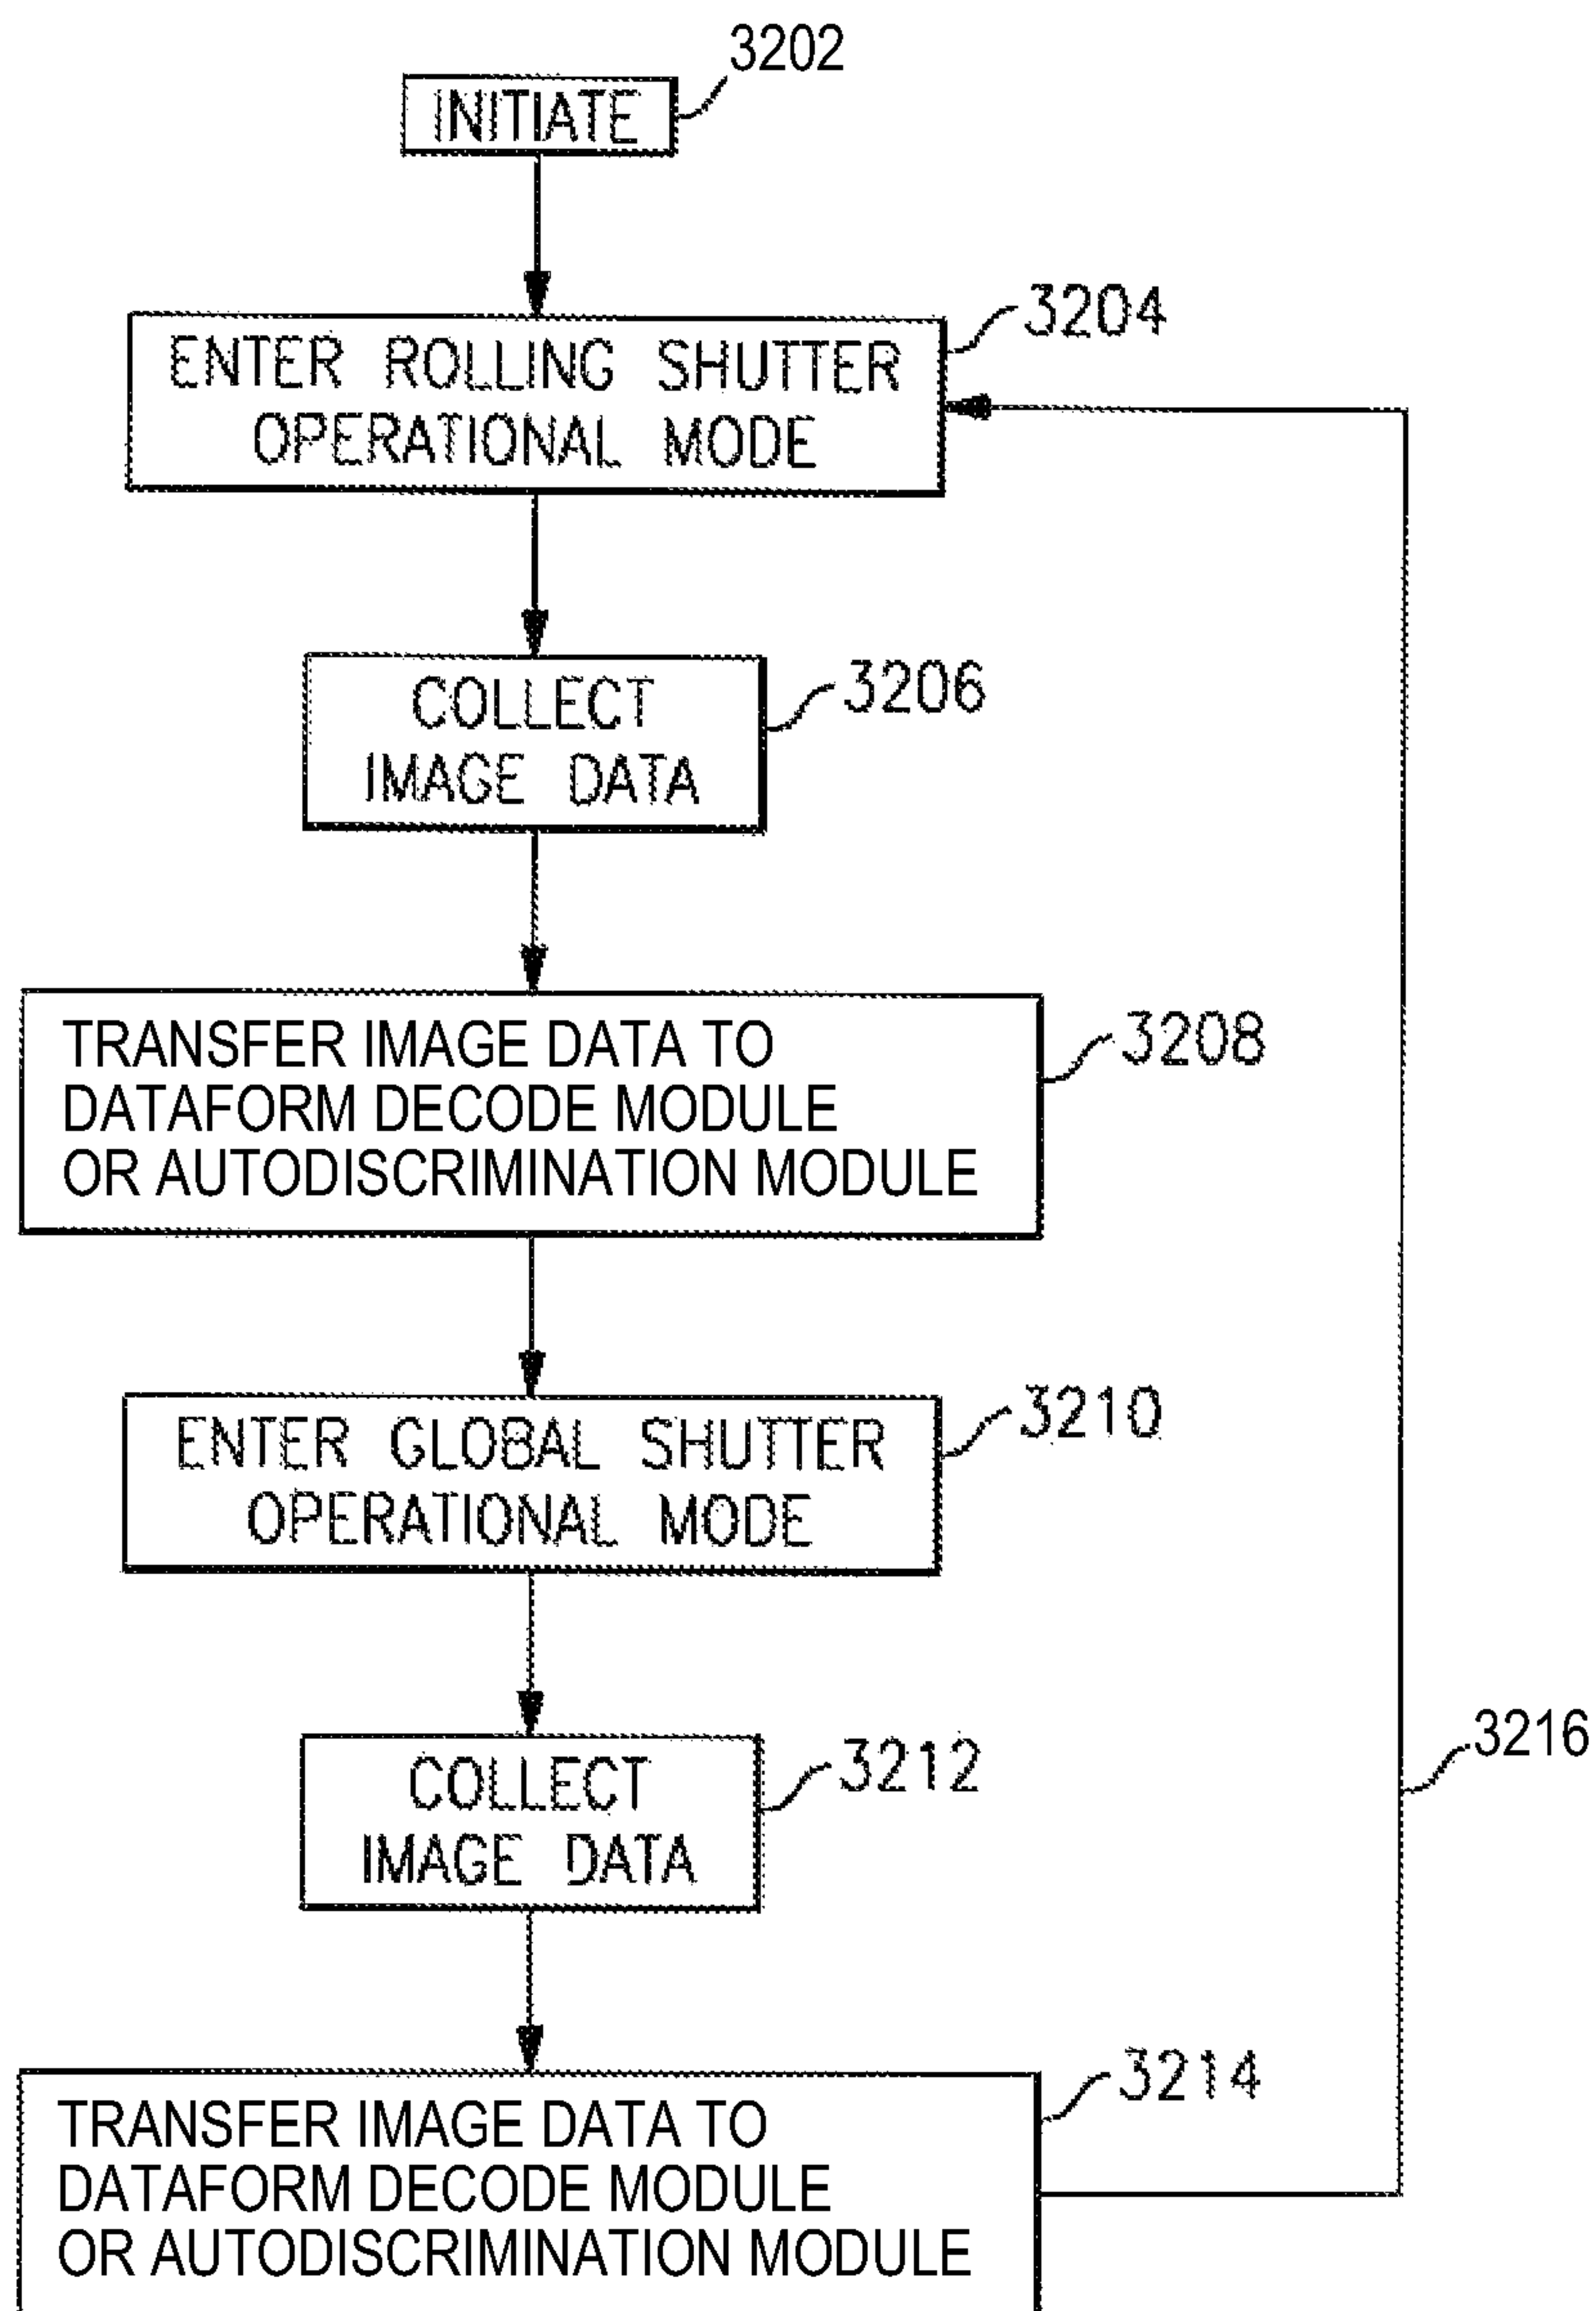 3202
INITIATE
3204
ENTER ROLLING SHUTTER
OPERATIONAL MODE
3206
COLLECT
IMAGE DATA
3208
TRANSFER IMAGE DATA TO
DATAFORM DECODE MODULE
OR AUTODISCRIMINATION MODULE
3210
ENTER GLOBAL SHUTTER
OPERATIONAL MODE
3212
COLLECT
IMAGE DATA
3216
3214
TRANSFER IMAGE DATA TO
DATAFORM DECODE MODULE
OR AUTODISCRIMINATION MODULE